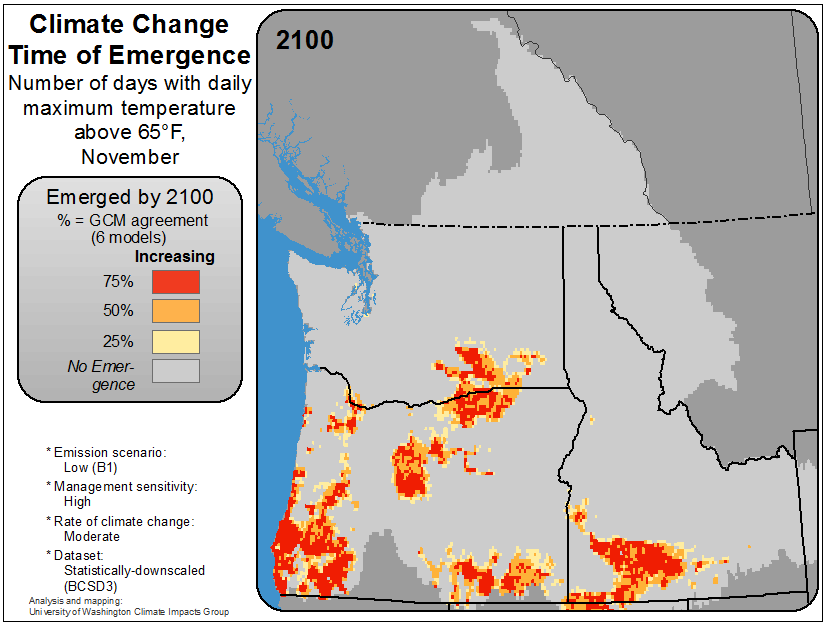 Climate Change
Time of Emergence
Number of days with daily
maximum temperature
above 65°F,
November
2100
Emerged by 2100
% = GCM agreement
(6 models)
Increasing
75%
50%
25%
No Emer-
gence
* Emission scenario:
Low (B1)
* Management sensitivity:
High
* Rate of climate change:
Moderate
* Dataset:
Statistically-downscaled
(BCSD3)
Analysis and mapping:
University of Washington Climate Impacts Group